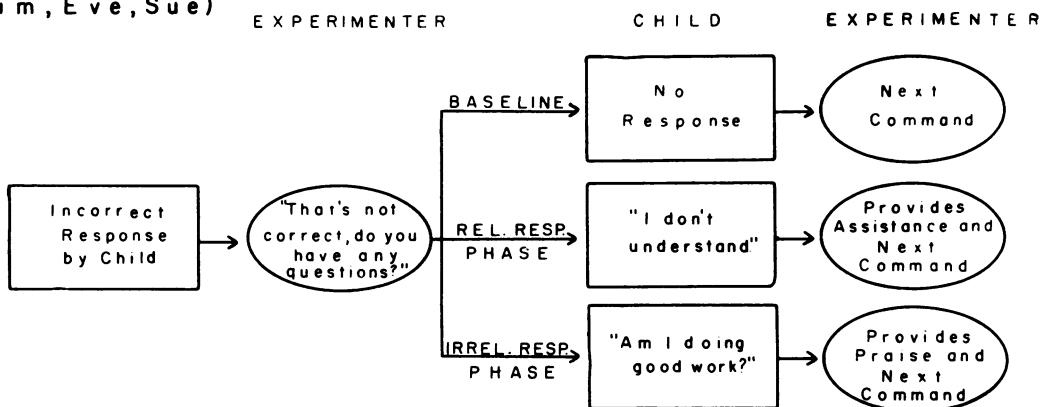 Eve, Sue)
EXPERIMENTER
CHILD
EXPERIMENTER
Incorrect
Response
by Child
"That's not
correct, do you
have any
questions?"
BASELINE
No
Response
Next
Command
REL. RESP.
PHASE
"I don't
understand"
Provides
Assistance and
Next
Command
IRREL. RESP.
PHASE
"Am I doing
good work?"
Provides
Praise and
Next
Command